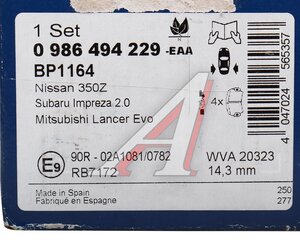 1 Set
0 986 494 229 -EAA
BP1164
Nissan 350Z
Subaru Impreza 2.0
Mitsubishi Lancer Evo
4x
E9
90R - 02A1081/0782
RB7172
WVA 20323
14,3 mm
Made in Spain
Fabriqué en Espagne
250
277
4 047024 565357